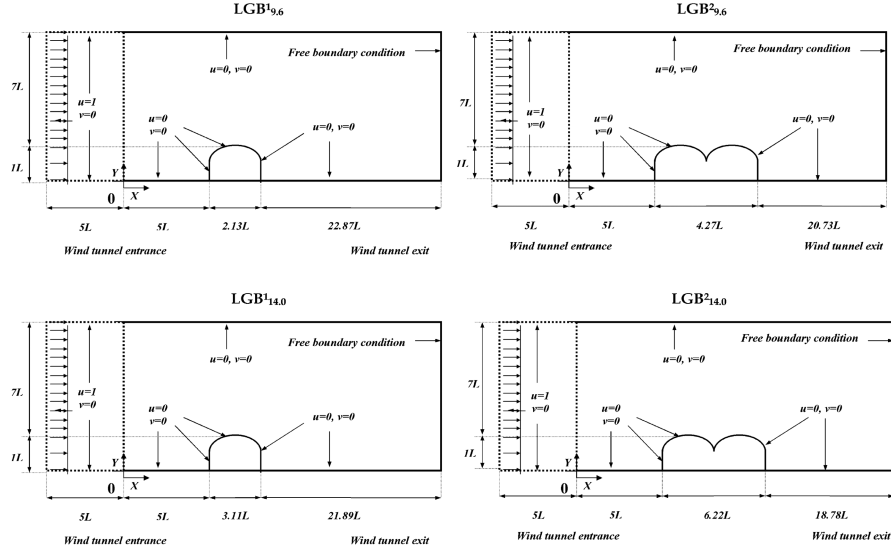 LGB¹9.6
Free boundary condition
u=0, v=0
7L
u=1
v=0
u=0
v=0
u=0, v=0
1L
Y
0
X
5L
5L
2.13L
22.87L
Wind tunnel entrance
Wind tunnel exit
LGB²9.6
Free boundary condition
u=0, v=0
7L
u=1
v=0
u=0
v=0
u=0, v=0
1L
Y
0
X
5L
5L
4.27L
20.73L
Wind tunnel entrance
Wind tunnel exit
LGB¹14.0
Free boundary condition
u=0, v=0
7L
u=1
v=0
u=0
v=0
u=0, v=0
1L
Y
0
X
5L
5L
3.11L
21.89L
Wind tunnel entrance
Wind tunnel exit
LGB²14.0
Free boundary condition
u=0, v=0
7L
u=1
v=0
u=0
v=0
u=0, v=0
1L
Y
0
X
5L
5L
6.22L
18.78L
Wind tunnel entrance
Wind tunnel exit